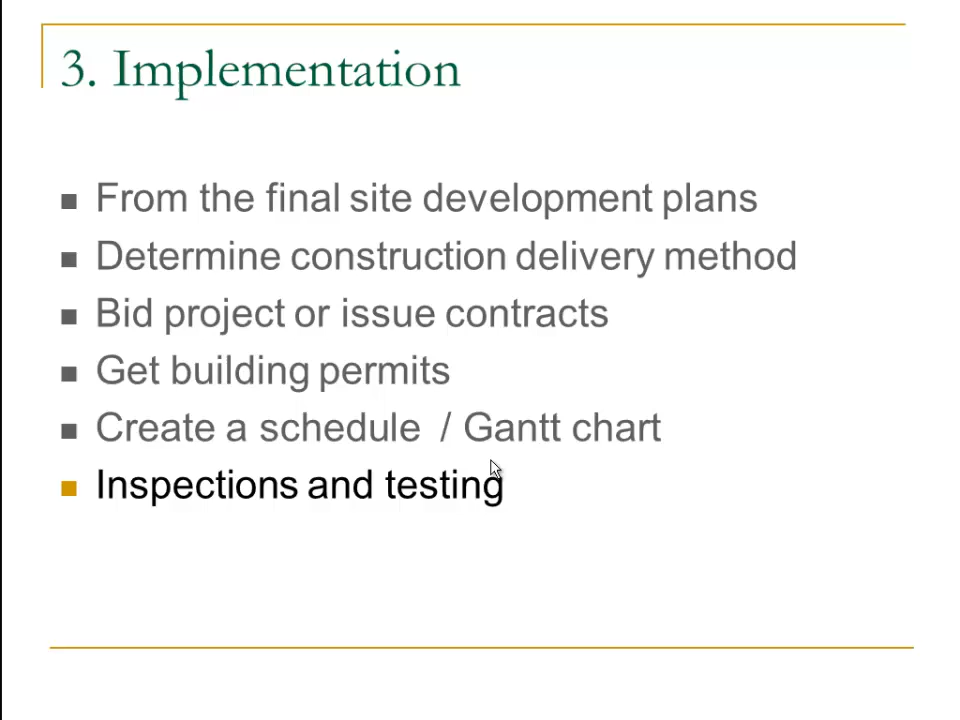 3. Implementation
From the final site development plans
Determine construction delivery method
Bid project or issue contracts
Get building permits
Create a schedule / Gantt chart
Inspections and testing